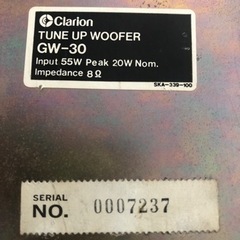 Clarion
TUNE UP WOOFER
GW-30
Input 55W Peak 20W Nom.
Impedance 8Ω
SKA-339-100
SERIAL
NO. 0007237